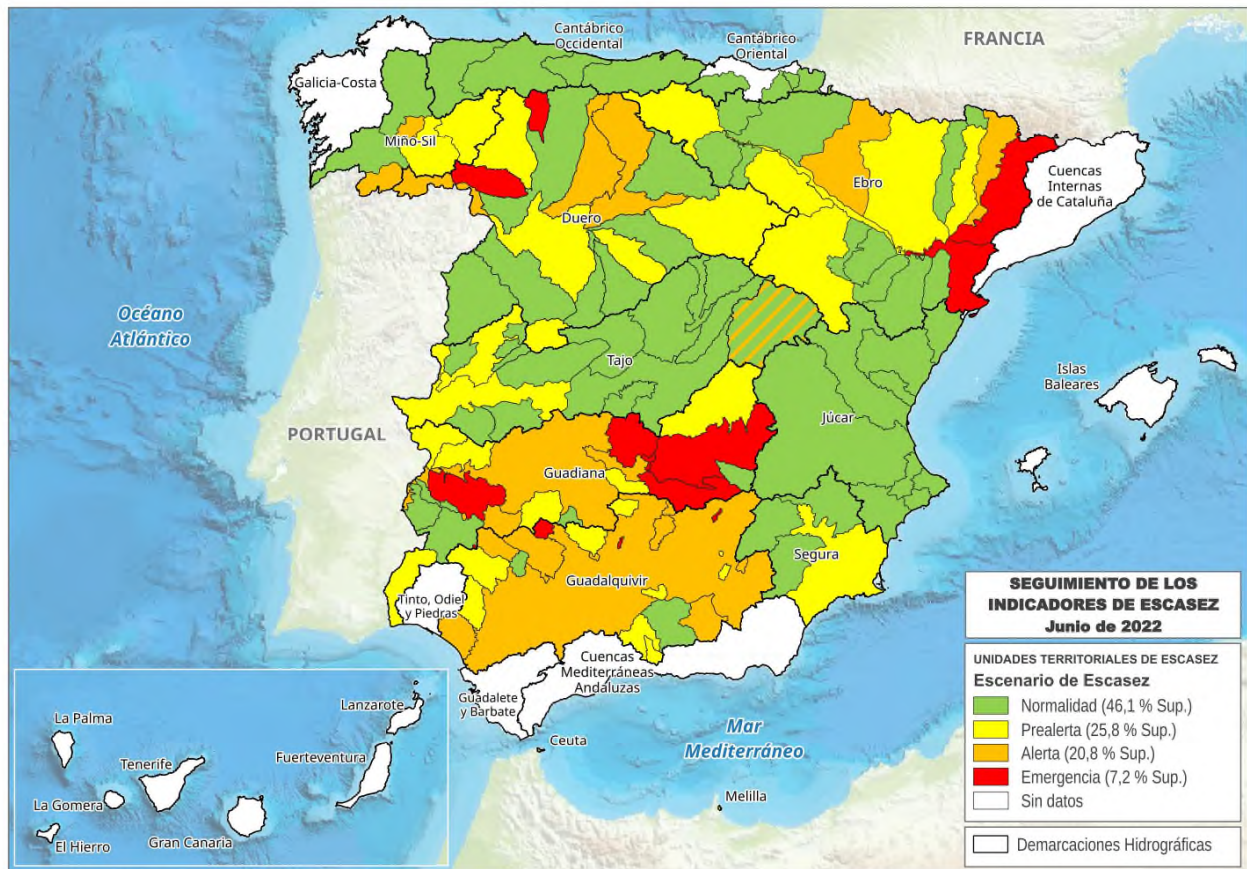 Cantábrico
Occidental
Cantábrico
Oriental
FRANCIA
Galicia-Costa
Miño-Sil
Ebro
Cuencas
Internas
de Cataluña
Duero
Océano
Atlántico
Tajo
Islas
Baleares
Júcar
PORTUGAL
Guadiana
Segura
Guadalquivir
Tinto, Odiel
y Piedras
Cuencas
Mediterráneas
Andaluzas
Guadalete
y Barbate
Mar
Mediterráneo
Ceuta
Melilla
La Palma
Lanzarote
Tenerife
Fuerteventura
La Gomera
El Hierro
Gran Canaria
SEGUIMIENTO DE LOS
INDICADORES DE ESCASEZ
Junio de 2022
UNIDADES TERRITORIALES DE ESCASEZ
Escenario de Escasez
Normalidad (46,1 % Sup.)
Prealerta (25,8 % Sup.)
Alerta (20,8 % Sup.)
Emergencia (7,2 % Sup.)
Sin datos
Demarcaciones Hidrográficas